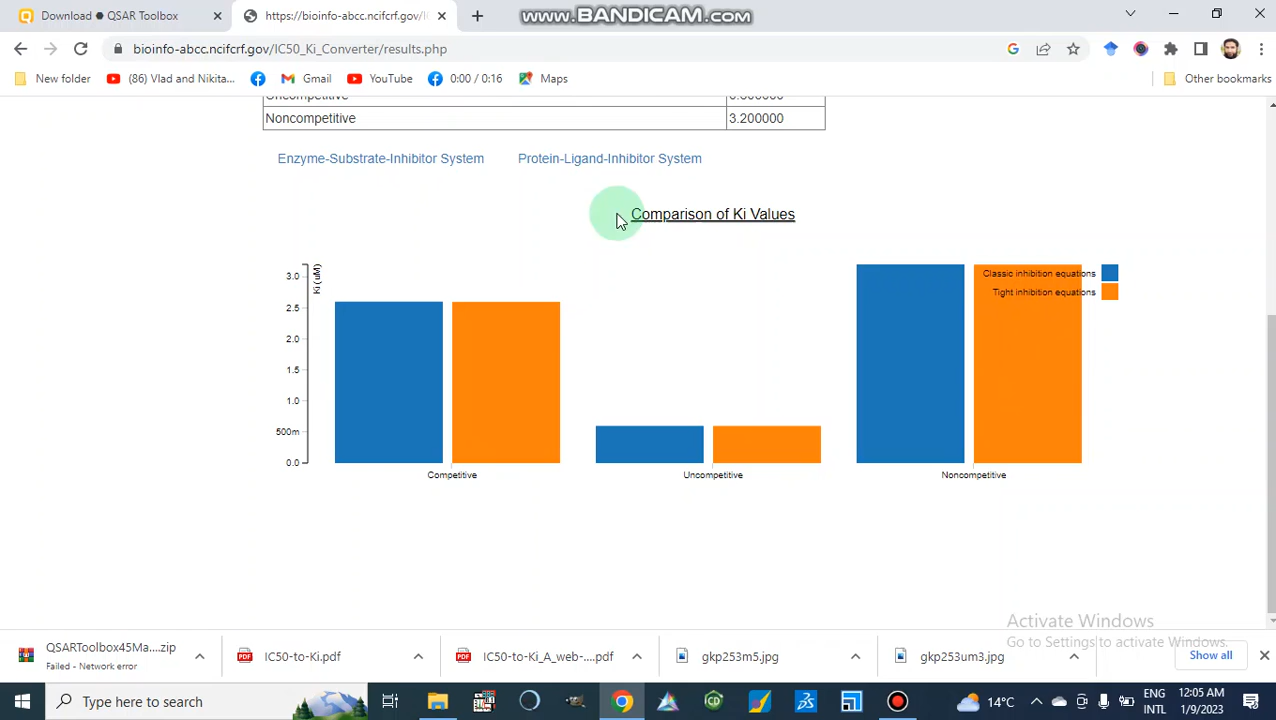 Download ● QSAR Toolbox
https://bioinfo-abcc.ncifcrf.gov/I
www.BANDICAM.com
bioinfo-abcc.ncifcrf.gov/IC50_Ki_Converter/results.php
New folder
(86) Vlad and Nikita...
Gmail
YouTube
0:00 / 0:16
Maps
Other bookmarks
Noncompetitive 3.200000
Enzyme-Substrate-Inhibitor System
Protein-Ligand-Inhibitor System
Comparison of Ki Values
Ki (uM)
3.0
2.5
2.0
1.5
1.0
500m
0.0
Classic inhibition equations
Tight inhibition equations
Competitive
Uncompetitive
Noncompetitive
Activate Windows
Go to Settings to activate Windows.
QSARToolbox45Ma....zip
Failed - Network error
IC50-to-Ki.pdf
IC50-to-Ki_A_web-....pdf
gkp253m5.jpg
gkp253um3.jpg
Show all
Type here to search
14°C
ENG
INTL
12:05 AM
1/9/2023